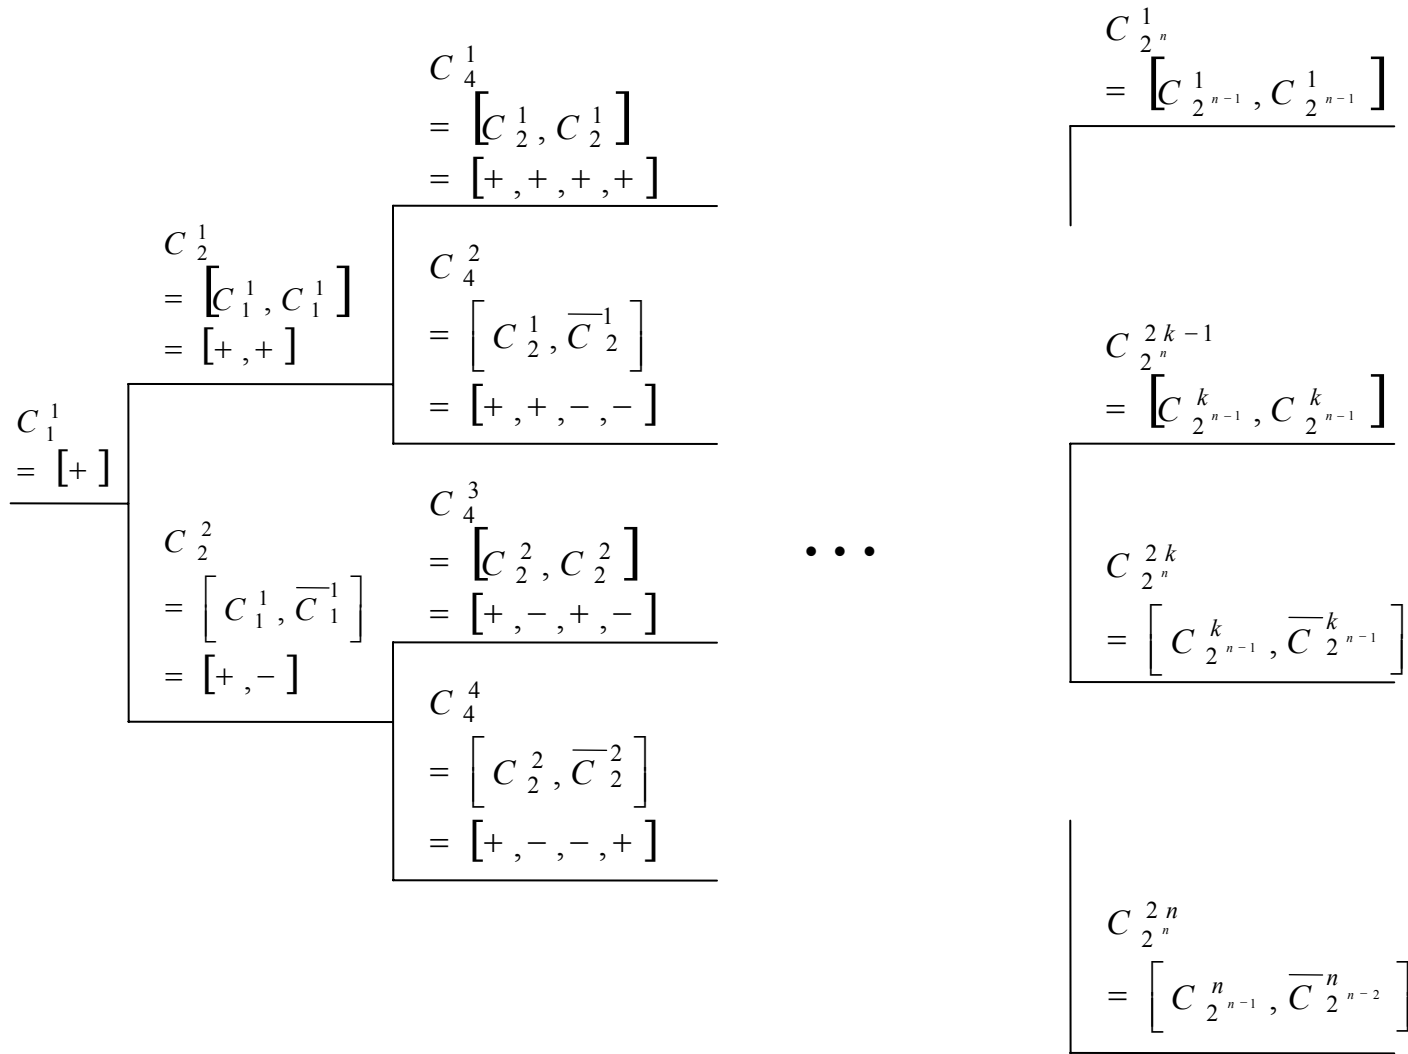 C_1^1
= [+]
C_2^1
= [C_1^1, C_1^1]
= [+,+]
C_2^2
= [C_1^1, \overline{C}_1^1]
= [+,−]
C_4^1
= [C_2^1, C_2^1]
= [+,+,+,+]
C_4^2
= [C_2^1, \overline{C}_2^1]
= [+,+,−,−]
C_4^3
= [C_2^2, C_2^2]
= [+,−,+,−]
C_4^4
= [C_2^2, \overline{C}_2^2]
= [+,−,−,+]
• • •
C_{2^n}^1
= [C_{2^{n-1}}^1, C_{2^{n-1}}^1]
C_{2^n}^{2k-1}
= [C_{2^{n-1}}^k, C_{2^{n-1}}^k]
C_{2^n}^{2k}
= [C_{2^{n-1}}^k, \overline{C}_{2^{n-1}}^k]
C_{2^n}^{2n}
= [C_{2^{n-1}}^n, \overline{C}_{2^{n-2}}^n]